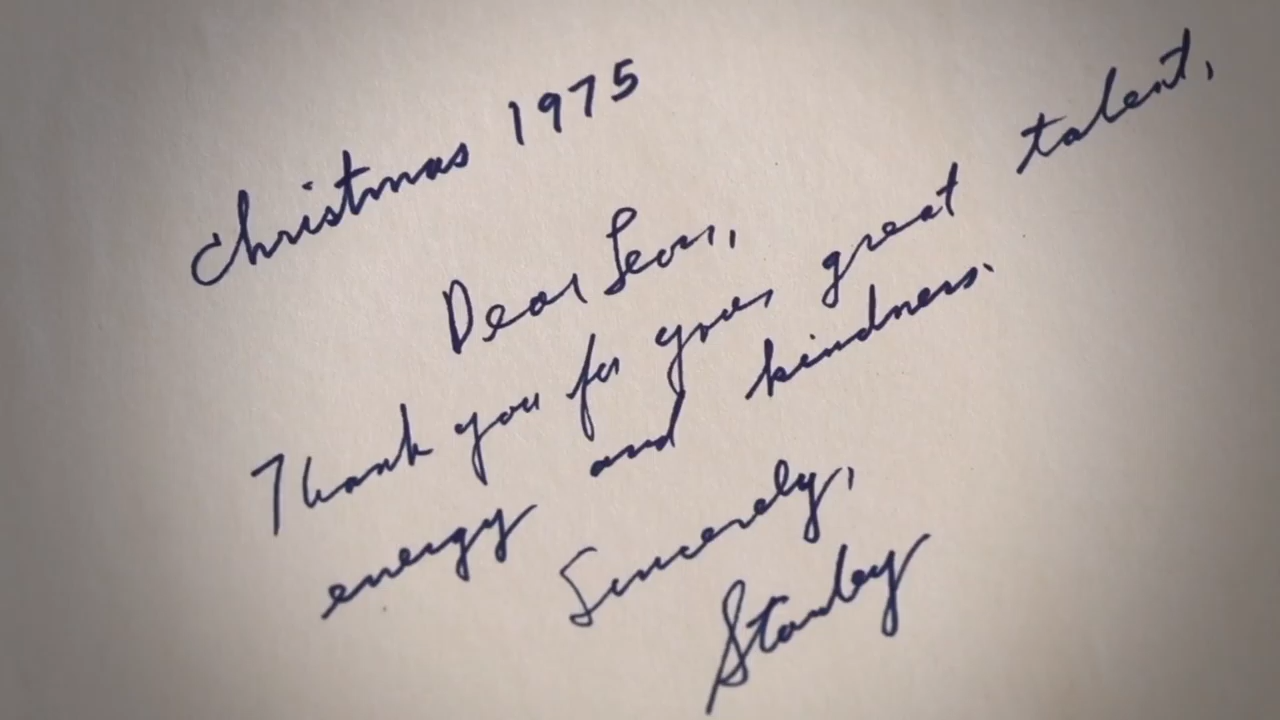 Christmas 1975
Dear Leon,
Thank you for your great talent,
energy and kindness.
Sincerely,
Stanley